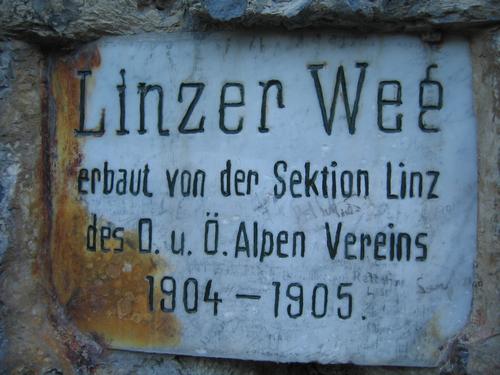 Linzer Weg
erbaut von der Sektion Linz
des D. u. Ö. Alpen Vereins
1904 – 1905.